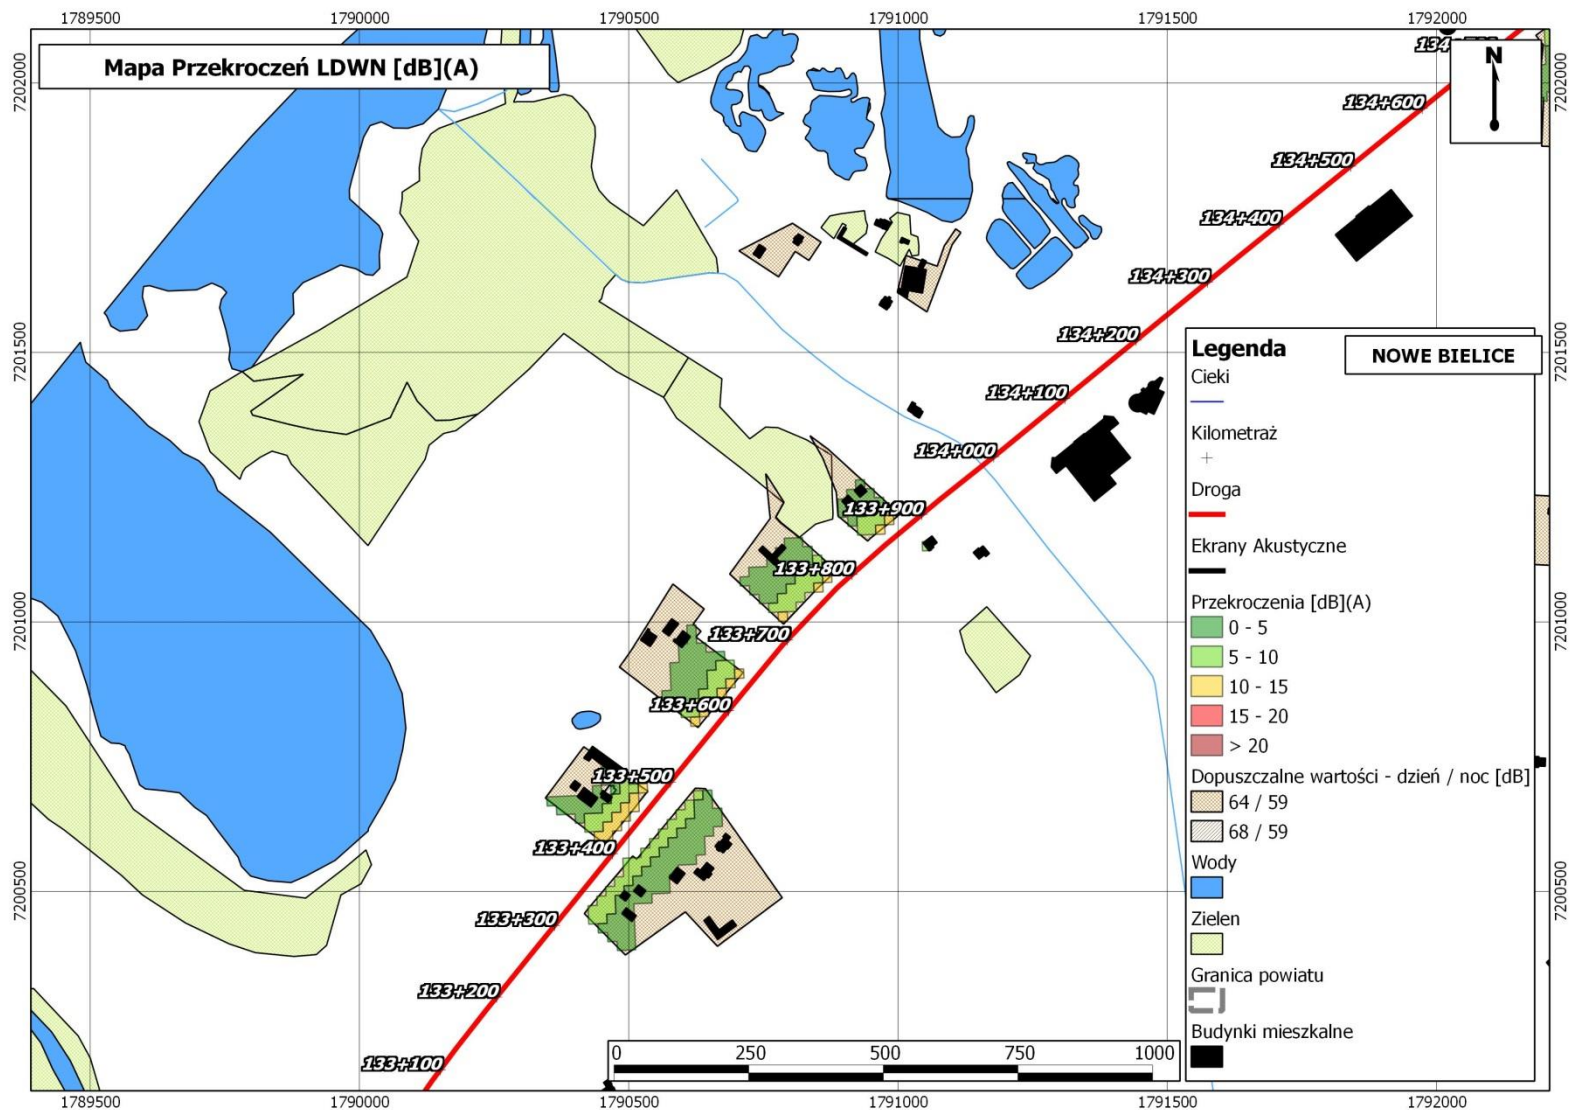 1789500 1790000 1790500 1791000 1791500 1792000
Mapa Przekroczeń LDWN [dB](A)
N
7202000 7202000
134+600
134+500
134+400
134+300
134+200
134+100
134+000
133+900
133+800
133+700
133+600
133+500
133+400
133+300
133+200
133+100
7201500 7201500
7201000 7201000
7200500 7200500
Legenda
NOWE BIELICE
Cieki
Kilometraż
Droga
Ekrany Akustyczne
Przekroczenia [dB](A)
0 - 5
5 - 10
10 - 15
15 - 20
> 20
Dopuszczalne wartości - dzień / noc [dB]
64 / 59
68 / 59
Wody
Zielen
Granica powiatu
Budynki mieszkalne
0 250 500 750 1000
1789500 1790000 1790500 1791000 1791500 1792000